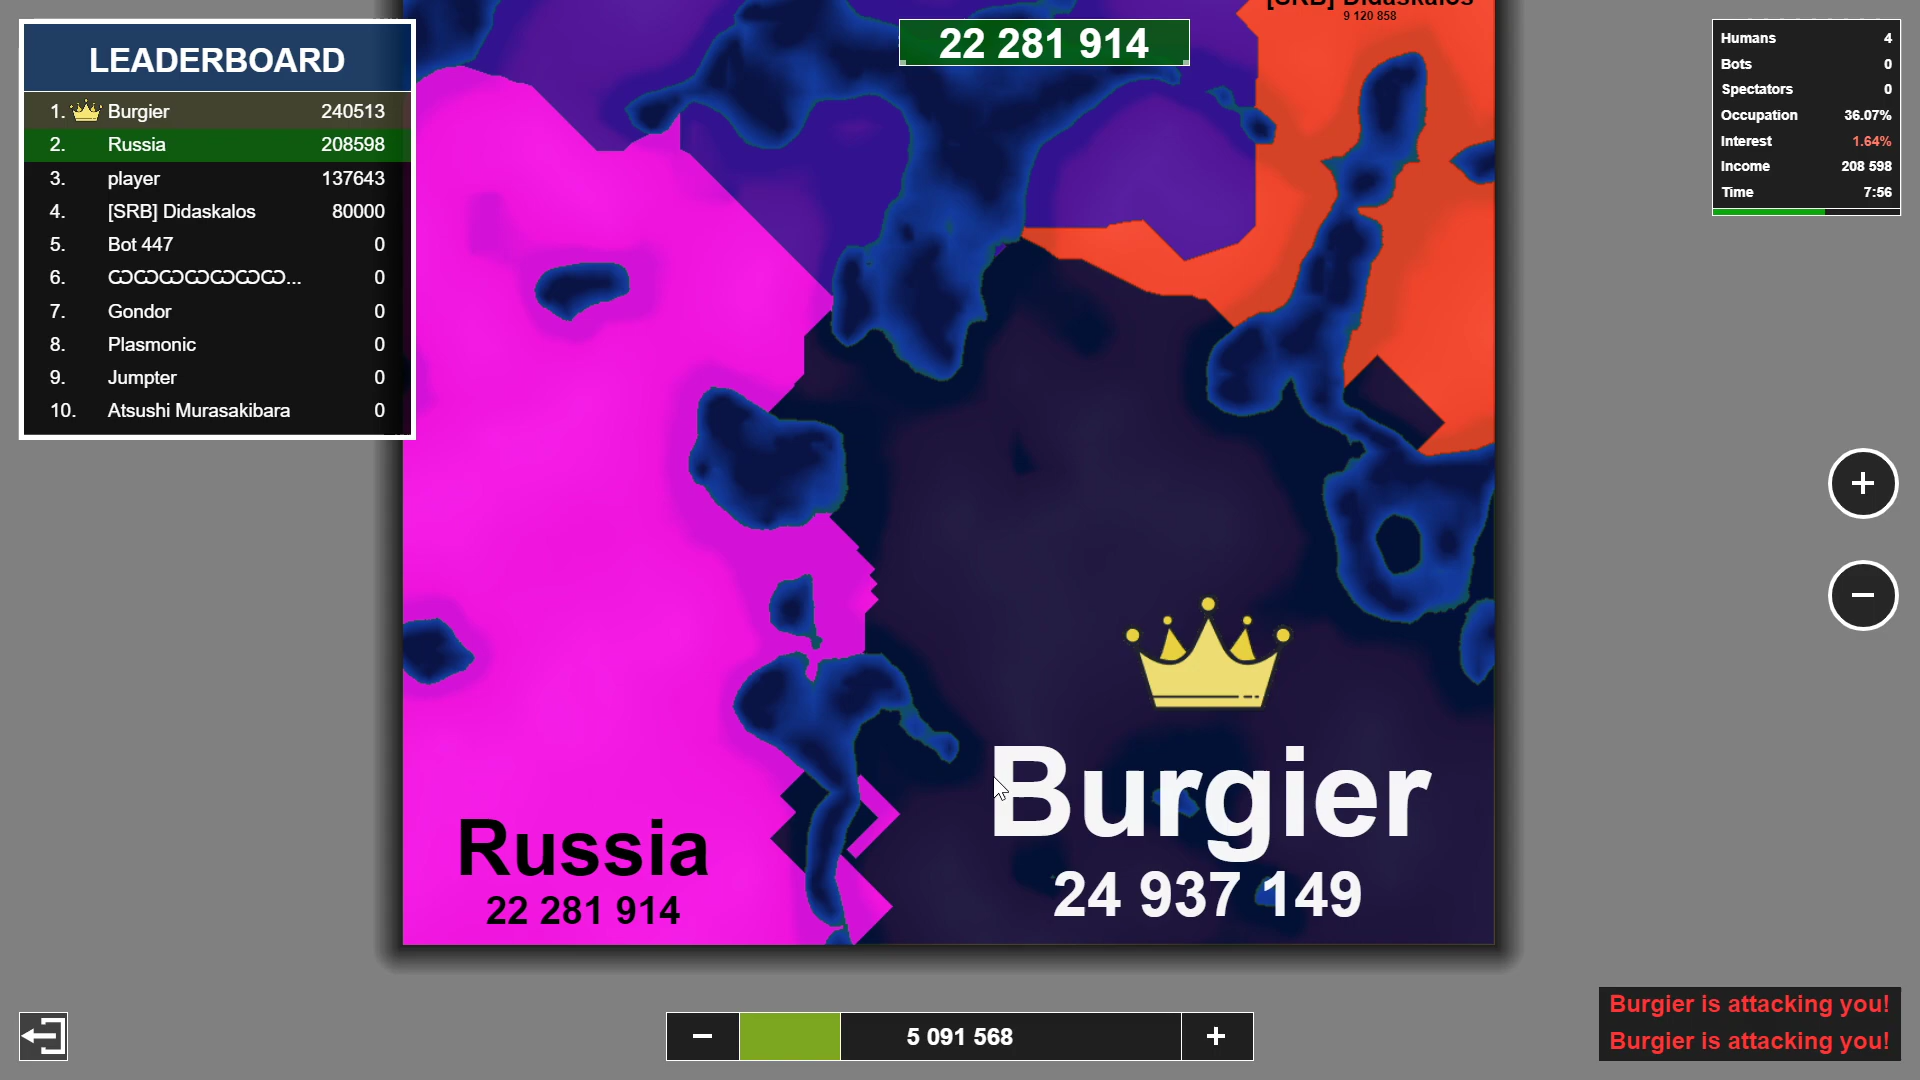 LEADERBOARD
1. Burgier 240513
2. Russia 208598
3. player 137643
4. [SRB] Didaskalos 80000
5. Bot 447 0
6. ѠѠѠѠѠѠѠ... 0
7. Gondor 0
8. Plasmonic 0
9. Jumpter 0
10. Atsushi Murasakibara 0
22 281 914
[SRB] Didaskalos
9 120 858
Humans 4
Bots 0
Spectators 0
Occupation 36.07%
Interest 1.64%
Income 208 598
Time 7:56
+
−
Burgier
24 937 149
Russia
22 281 914
− 5 091 568 +
Burgier is attacking you!
Burgier is attacking you!